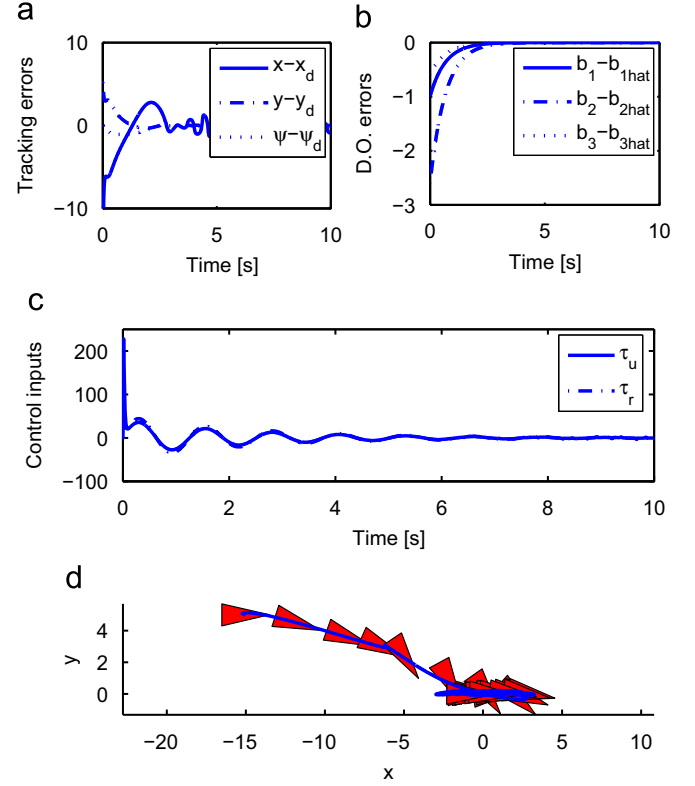 a
10
0
−10
0
5
10
Tracking errors
Time [s]
x−x_d
y−y_d
ψ−ψ_d
b
0
−1
−2
−3
0
5
10
D.O. errors
Time [s]
b_1−b_1hat
b_2−b_2hat
b_3−b_3hat
c
200
100
0
−100
0
2
4
6
8
10
Control inputs
Time [s]
τ_u
τ_r
d
4
2
0
−20
−15
−10
−5
0
5
10
y
x